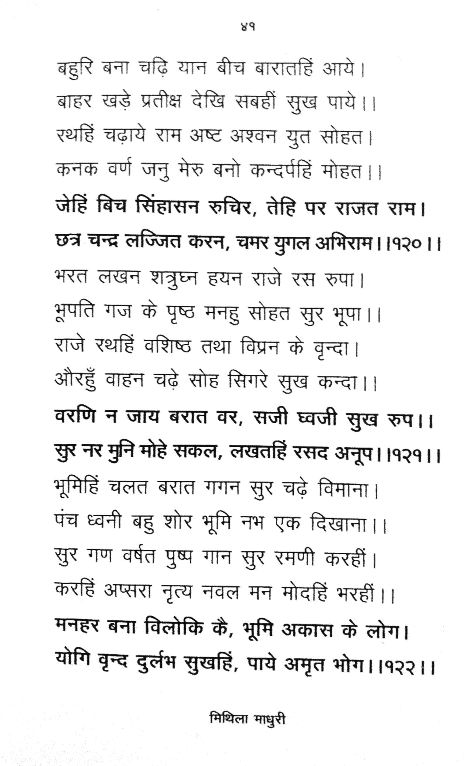 ४१
बहुरि बना चढ़ि यान बीच बारातहिं आये।
बाहर खड़े प्रतीक्ष देखि सबहीं सुख पाये।।
रथहिं चढ़ाये राम अष्ट अश्वन युत सोहत।
कनक वर्ण जनु मेरु बनो कन्दर्पहिं मोहत।।
जेहिं बिच सिंहासन रुचिर, तेहि पर राजत राम।
छत्र चन्द्र लज्जित करन, चमर युगल अभिराम।।१२०।।
भरत लखन शत्रुघ्न हयन राजे रस रुपा।
भूपति गज के पृष्ठ मनहु सोहत सुर भूपा।।
राजे रथहिं वशिष्ठ तथा विप्रन के वृन्दा।
औरहुँ वाहन चढ़े सोह सिगरे सुख कन्दा।।
वरणि न जाय बरात वर, सजी घ्वजी सुख रुप।।
सुर नर मुनि मोहे सकल, लखतहिं रसद अनूप।।१२१।।
भूमिहिं चलत बरात गगन सुर चढ़े विमाना।
पंच ध्वनी बहु शोर भूमि नभ एक दिखाना।।
सुर गण वर्षत पुष्प गान सुर रमणी करहीं।
करहिं अप्सरा नृत्य नवल मन मोदहिं भरहीं।।
मनहर बना विलोकि कै, भूमि अकास के लोग।
योगि वृन्द दुर्लभ सुखहिं, पाये अमृत भोग।।१२२।।
मिथिला माधुरी